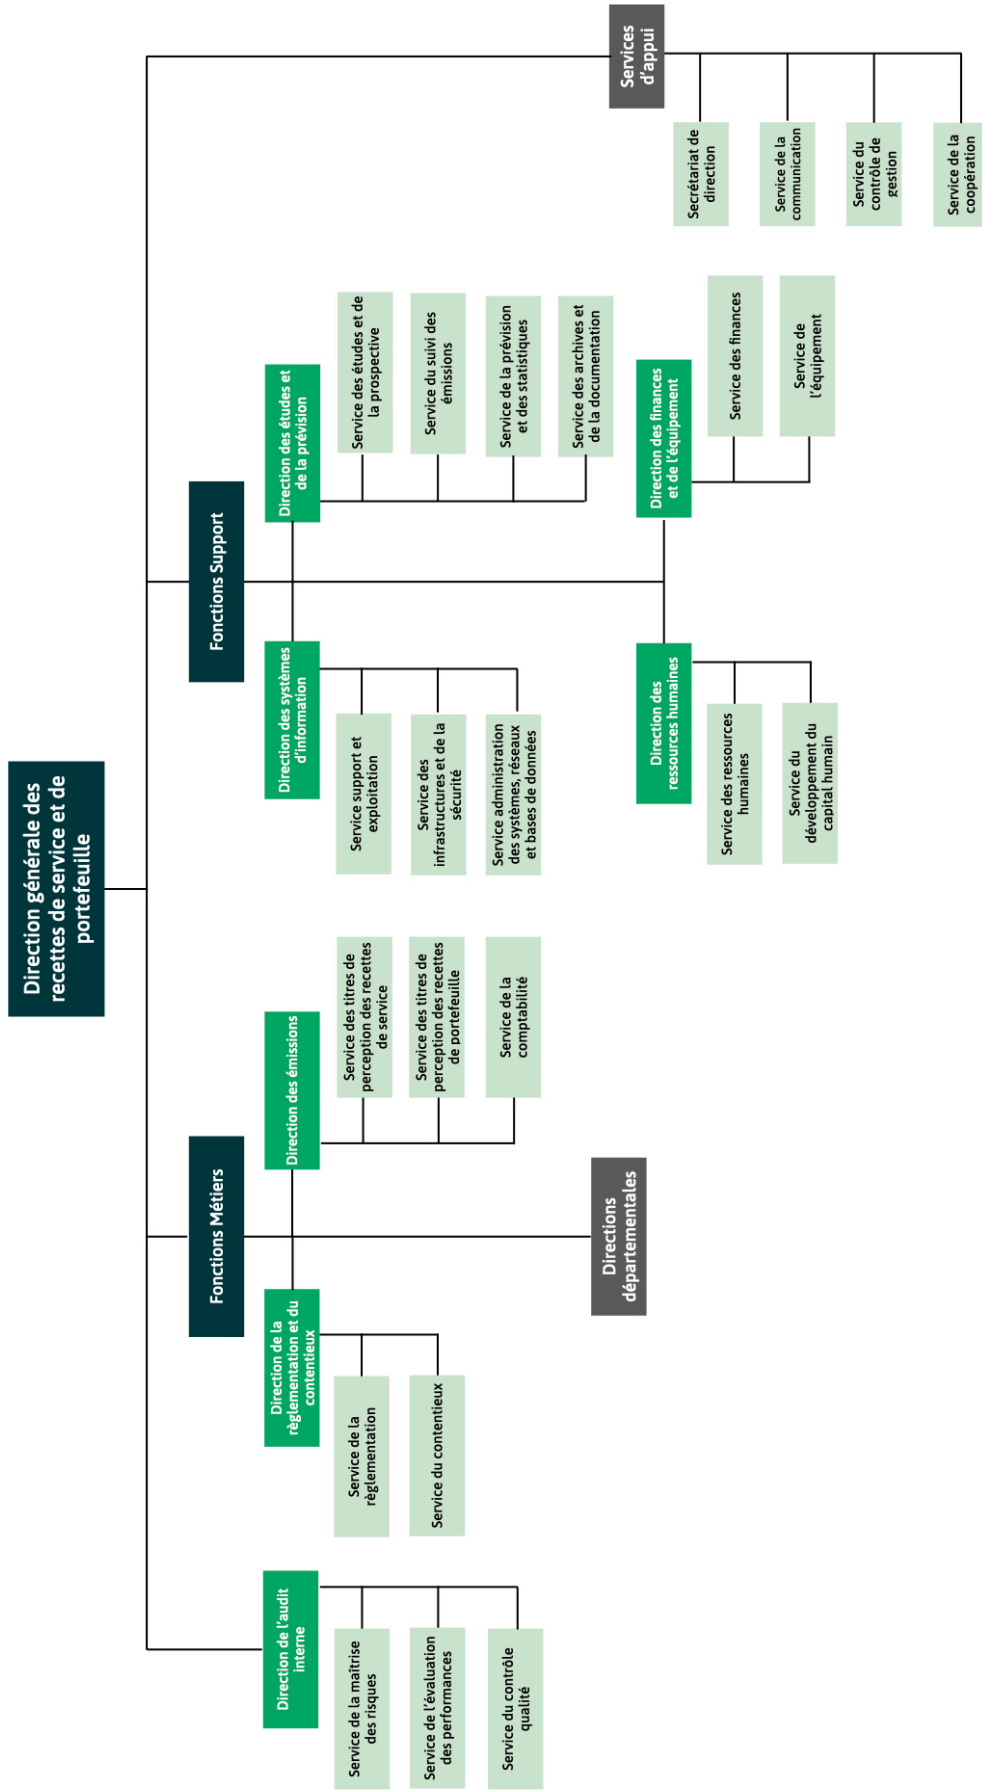 Direction générale des
recettes de service et de
portefeuille
Direction de l'audit
interne
Service de la maîtrise
des risques
Service de l'évaluation
des performances
Service du contrôle
qualité
Fonctions Métiers
Direction de la
règlementation et du
contentieux
Service de la
règlementation
Service du contentieux
Direction des émissions
Service des titres de
perception des recettes
de service
Service des titres de
perception des recettes
de portefeuille
Service de la
comptabilité
Directions
départementales
Fonctions Support
Direction des systèmes
d'information
Service support et
exploitation
Service des
infrastructures et de la
sécurité
Service administration
des systèmes, réseaux
et bases de données
Direction des études et
de la prévision
Service des études et de
la prospective
Service du suivi des
émissions
Service de la prévision
et des statistiques
Service des archives et
de la documentation
Direction des
ressources humaines
Service des ressources
humaines
Service du
développement du
capital humain
Direction des finances
et de l'équipement
Service des finances
Service de
l'équipement
Services
d'appui
Secrétariat de
direction
Service de la
communication
Service du
contrôle de
gestion
Service de la
coopération